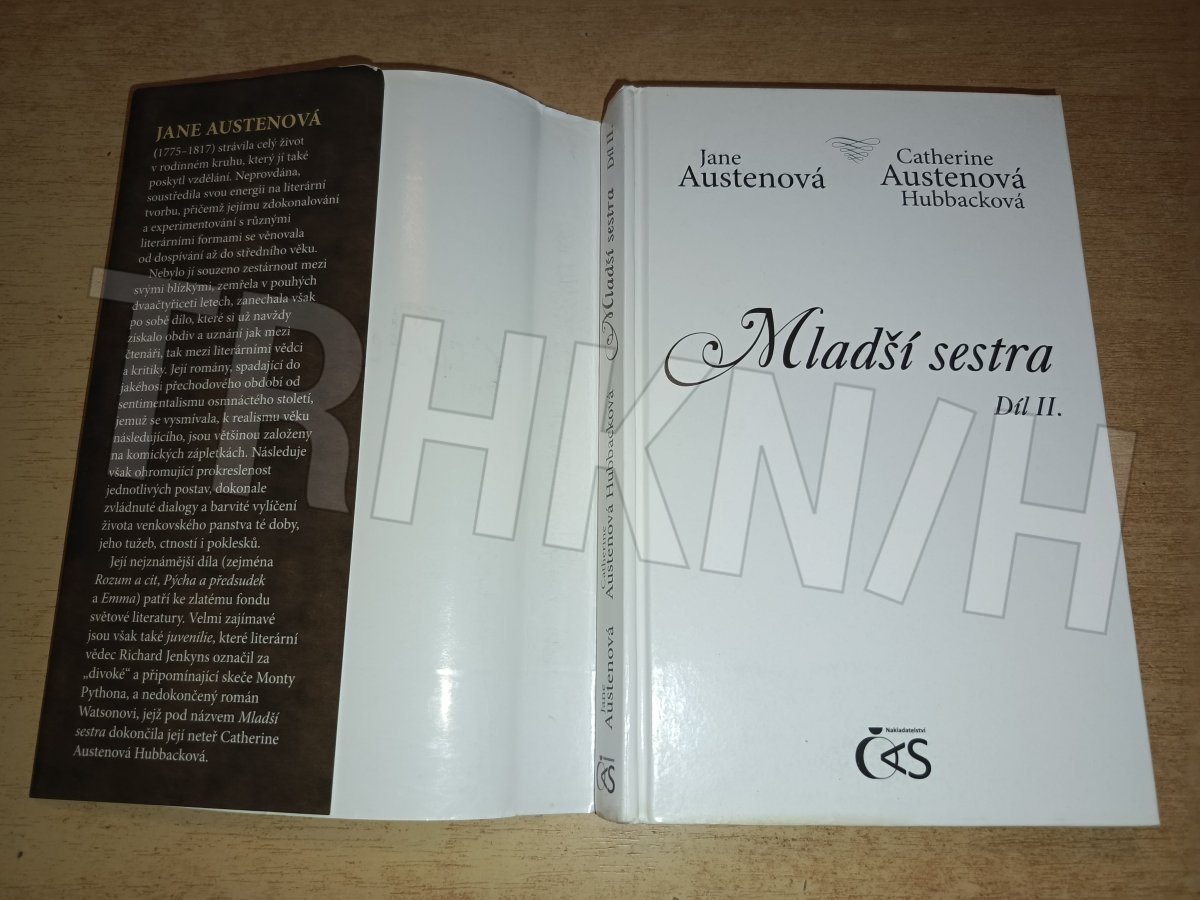 JANE AUSTENOVÁ
(1775–1817) strávila celý život
v rodinném kruhu, který jí také
poskytl vzdělání. Neprovdána,
soustředila svou energii na literární
tvorbu, přičemž jejímu zdokonalování
a experimentování s různými
literárními formami se věnovala
od dospívání až do středního věku.
Nebylo jí souzeno zestárnout mezi
svými blízkými, zemřela v pouhých
dvaačtyřiceti letech, zanechala však
po sobě dílo, které si už navždy
získalo obdiv a uznání jak mezi
čtenáři, tak mezi literárními vědci
a kritiky. Její romány, spadající do
jakéhosi přechodového období od
sentimentalismu osmnáctého století,
jemuž se vysmívala, k realismu věku
následujícího, jsou většinou založeny
na komických zápletkách. Následuje
však ohromující prokreslenost
jednotlivých postav, dokonale
zvládnuté dialogy a barvité vylíčení
života venkovského panstva té doby,
jeho tužeb, ctností i poklesků.
Její nejznámější díla (zejména
Rozum a cit, Pýcha a předsudek
a Emma) patří ke zlatému fondu
světové literatury. Velmi zajímavé
jsou však také juvenilie, které literární
vědec Richard Jenkyns označil za
„divoké“ a připomínající skeče Monty
Pythona, a nedokončený román
Watsonovi, jejž pod názvem Mladší
sestra dokončila její neteř Catherine
Austenová Hubbacková.
Jane
Austenová
Catherine
Austenová Hubbacková
Mladší sestra Díl II.
ČAS
Jane
Austenová
Catherine
Austenová
Hubbacková
Mladší sestra
Díl II.
Nakladatelství
ČAS
TRHKNIH